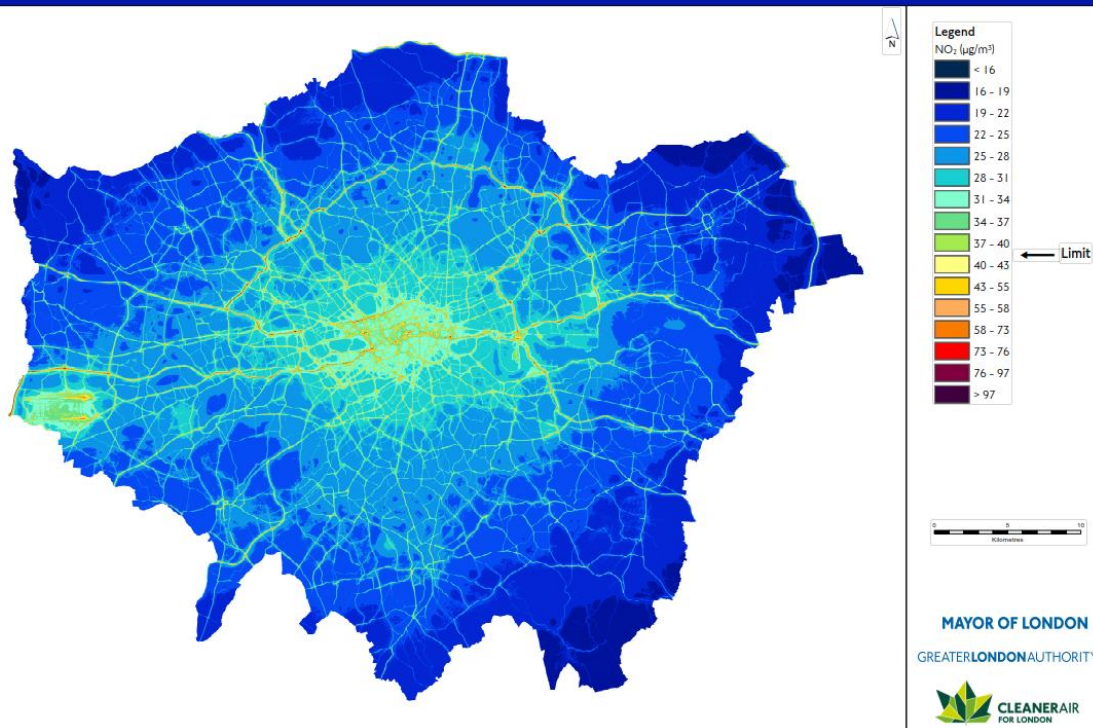 N
Legend
NO₂ (µg/m³)
< 16
16 - 19
19 - 22
22 - 25
25 - 28
28 - 31
31 - 34
34 - 37
37 - 40
40 - 43
43 - 55
55 - 58
58 - 73
73 - 76
76 - 97
> 97
Limit
0 5 10
Kilometres
MAYOR OF LONDON
GREATERLONDONAUTHORITY
CLEANERAIR
FOR LONDON